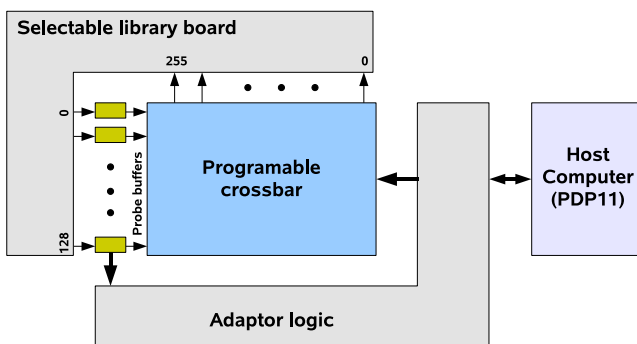 Selectable library board
255
0
0
Programable
crossbar
Probe buffers
128
Host
Computer
(PDP11)
Adaptor logic